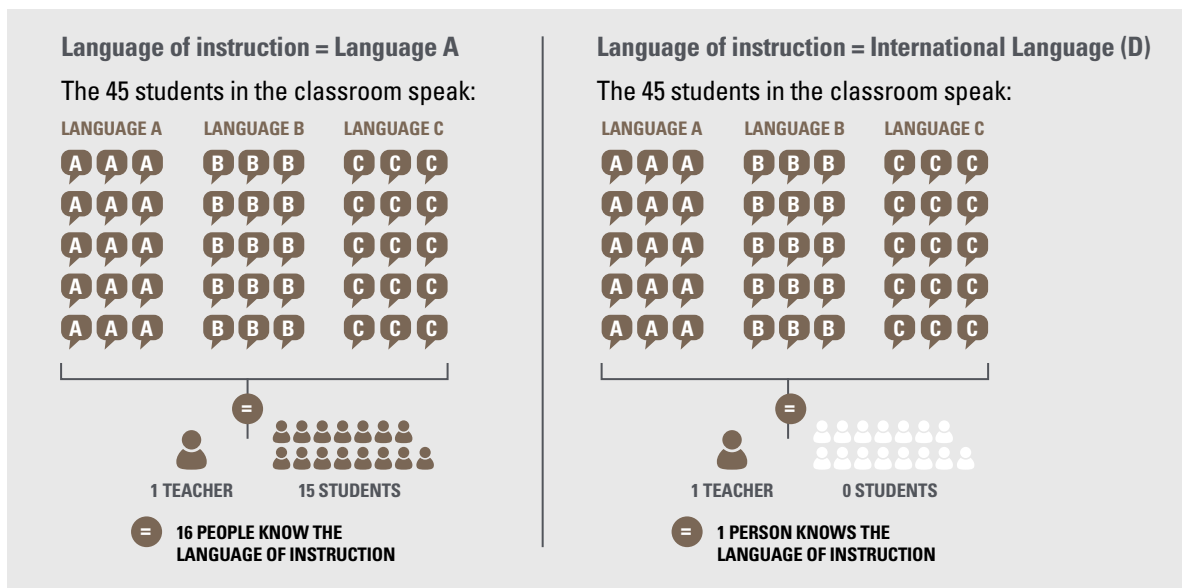 Language of instruction = Language A
The 45 students in the classroom speak:
LANGUAGE A LANGUAGE B LANGUAGE C
A A A B B B C C C
A A A B B B C C C
A A A B B B C C C
A A A B B B C C C
A A A B B B C C C
=
1 TEACHER 15 STUDENTS
= 16 PEOPLE KNOW THE
LANGUAGE OF INSTRUCTION
Language of instruction = International Language (D)
The 45 students in the classroom speak:
LANGUAGE A LANGUAGE B LANGUAGE C
A A A B B B C C C
A A A B B B C C C
A A A B B B C C C
A A A B B B C C C
A A A B B B C C C
=
1 TEACHER 0 STUDENTS
= 1 PERSON KNOWS THE
LANGUAGE OF INSTRUCTION